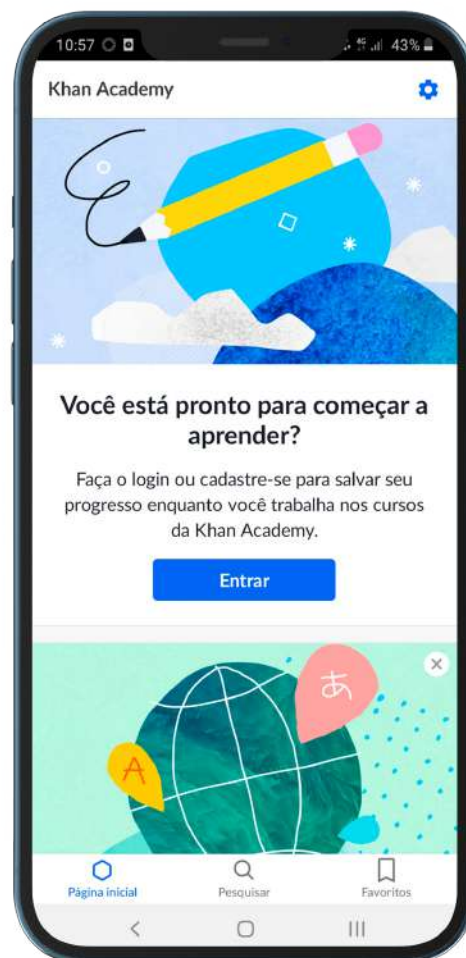 10:57 4G 43%
Khan Academy
Você está pronto para começar a
aprender?
Faça o login ou cadastre-se para salvar seu
progresso enquanto você trabalha nos cursos
da Khan Academy.
Entrar
あ
A
Página inicial Pesquisar Favoritos